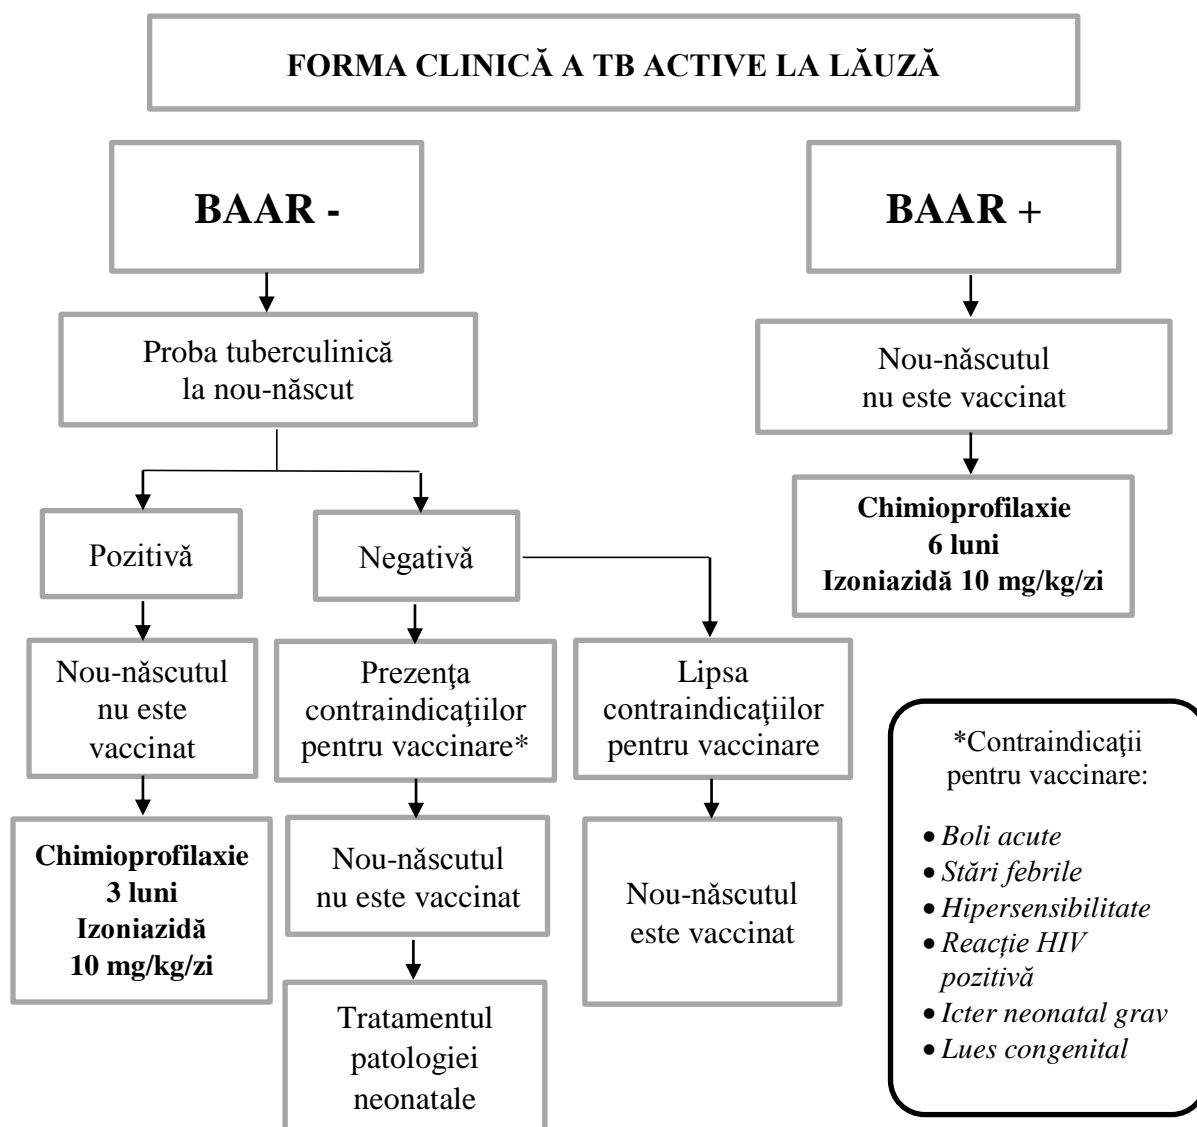 FORMA CLINICĂ A TB ACTIVE LA LĂUZĂ
BAAR -
BAAR +
Proba tuberculinică
la nou-născut
Nou-născutul
nu este vaccinat
Chimioprofilaxie
6 luni
Izoniazidă 10 mg/kg/zi
Pozitivă
Negativă
Nou-născutul
nu este
vaccinat
Prezenţa
contraindicaţiilor
pentru vaccinare*
Lipsa
contraindicaţiilor
pentru vaccinare
Chimioprofilaxie
3 luni
Izoniazidă
10 mg/kg/zi
Nou-născutul
nu este vaccinat
Nou-născutul
este vaccinat
Tratamentul
patologiei
neonatale
*Contraindicaţii
pentru vaccinare:
• Boli acute
• Stări febrile
• Hipersensibilitate
• Reacție HIV
pozitivă
• Icter neonatal grav
• Lues congenital